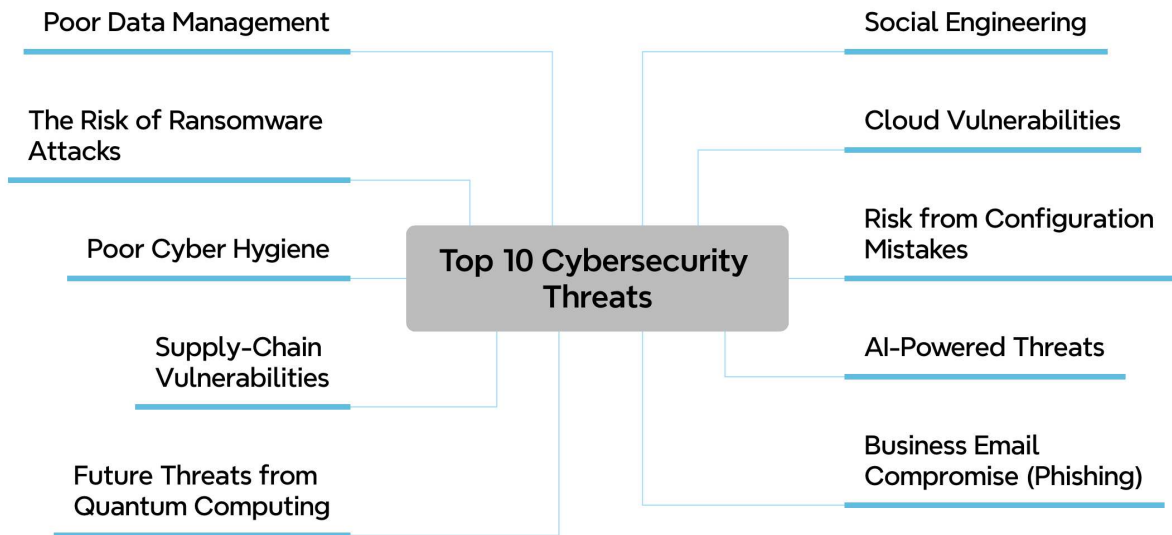 Poor Data Management
The Risk of Ransomware
Attacks
Poor Cyber Hygiene
Supply-Chain
Vulnerabilities
Future Threats from
Quantum Computing
Top 10 Cybersecurity
Threats
Social Engineering
Cloud Vulnerabilities
Risk from Configuration
Mistakes
AI-Powered Threats
Business Email
Compromise (Phishing)